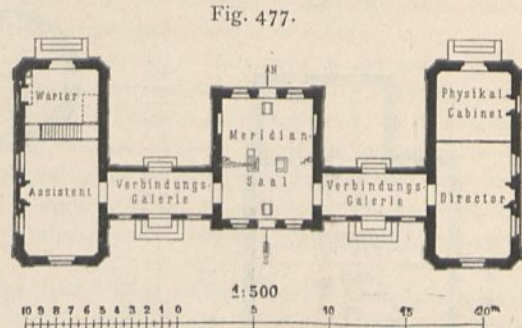 Fig. 477.
N
Wärter
Physikal.
Cabinet
Meridian-
Saal
Assistent
Verbindungs-
Galerie
Verbindungs-
Galerie
Director
S
1:500
10 9 8 7 6 5 4 3 2 1 0 5 10 15 20m